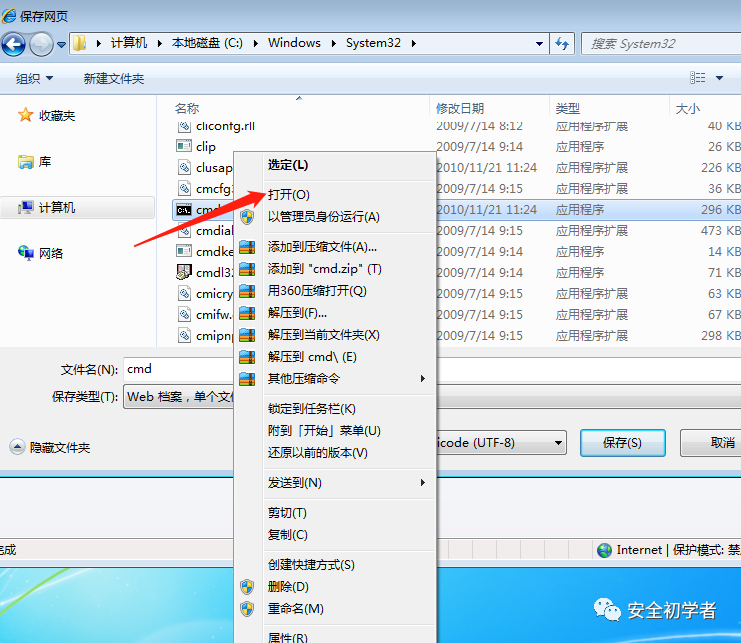 保存网页
计算机 本地磁盘 (C:) Windows System32 搜索 System32
组织 新建文件夹
收藏夹
库
计算机
网络
名称 修改日期 类型 大小
cliconfg.rll 2009/7/14 8:12 应用程序扩展 40 KB
clip 2009/7/14 9:14 应用程序 26 KB
clusap 2010/11/21 11:24 应用程序扩展 226 KB
cmcfg3 2009/7/14 9:15 应用程序扩展 36 KB
cmd 2010/11/21 11:24 应用程序 296 KB
cmdial 2009/7/14 9:15 应用程序扩展 473 KB
cmdke 2009/7/14 9:14 应用程序 14 KB
cmdl32 2009/7/14 9:14 应用程序 71 KB
cmicry 2009/7/14 9:15 应用程序扩展 63 KB
cmifw. 2009/7/14 9:15 应用程序扩展 67 KB
cmipnp 2009/7/14 9:15 应用程序扩展 298 KB
选定(L)
打开(O)
以管理员身份运行(A)
添加到压缩文件(A)...
添加到 "cmd.zip" (T)
用360压缩打开(Q)
解压到(F)...
解压到当前文件夹(X)
解压到 cmd\ (E)
其他压缩命令
锁定到任务栏(K)
附到「开始」菜单(U)
还原以前的版本(V)
发送到(N)
剪切(T)
复制(C)
创建快捷方式(S)
删除(D)
重命名(M)
属性(R)
文件名(N): cmd
保存类型(T): Web 档案，单个文件
隐藏文件夹
icode (UTF-8) 保存(S) 取消
完成
Internet | 保护模式: 禁
安全初学者